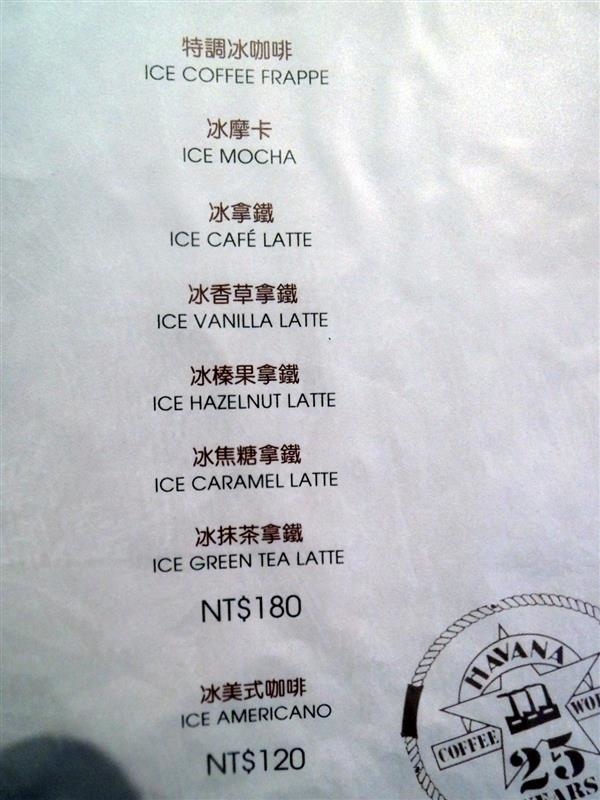 特調冰咖啡
ICE COFFEE FRAPPE
冰摩卡
ICE MOCHA
冰拿鐵
ICE CAFÉ LATTE
冰香草拿鐵
ICE VANILLA LATTE
冰榛果拿鐵
ICE HAZELNUT LATTE
冰焦糖拿鐵
ICE CARAMEL LATTE
冰抹茶拿鐵
ICE GREEN TEA LATTE
NT$180
冰美式咖啡
ICE AMERICANO
NT$120
HAVANA
COFFEE
25